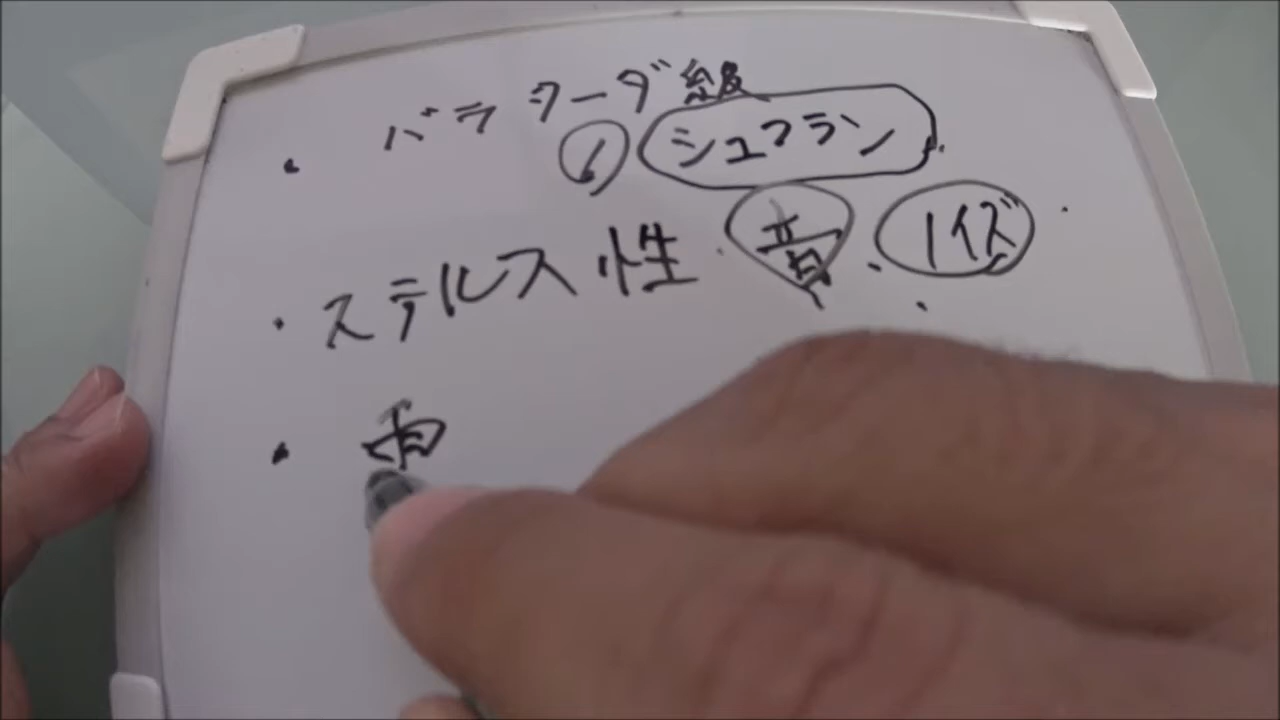 ・バラクーダ級
① シュフラン
・ステルス性・音・ノイズ・
・